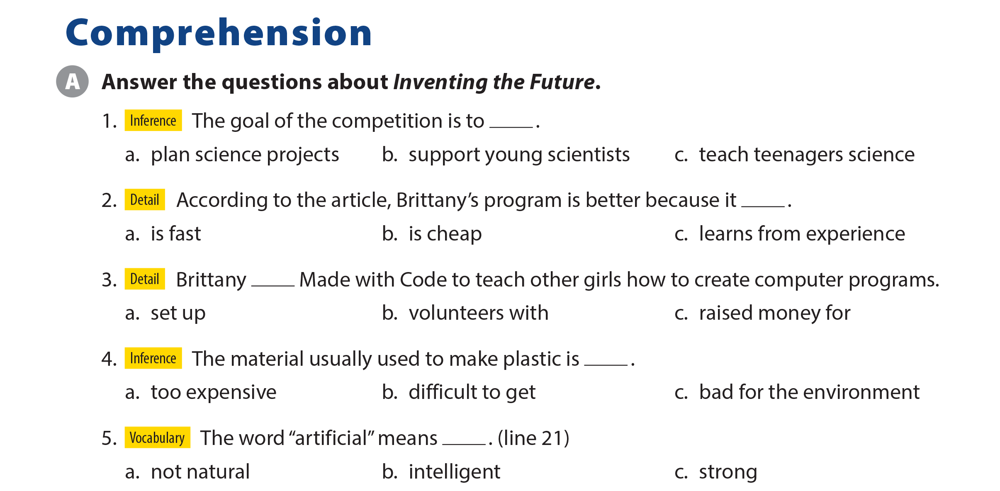 Comprehension
A Answer the questions about Inventing the Future.
1. Inference The goal of the competition is to ____.
a. plan science projects b. support young scientists c. teach teenagers science
2. Detail According to the article, Brittany’s program is better because it ____.
a. is fast b. is cheap c. learns from experience
3. Detail Brittany ____ Made with Code to teach other girls how to create computer programs.
a. set up b. volunteers with c. raised money for
4. Inference The material usually used to make plastic is ____.
a. too expensive b. difficult to get c. bad for the environment
5. Vocabulary The word “artificial” means ____. (line 21)
a. not natural b. intelligent c. strong